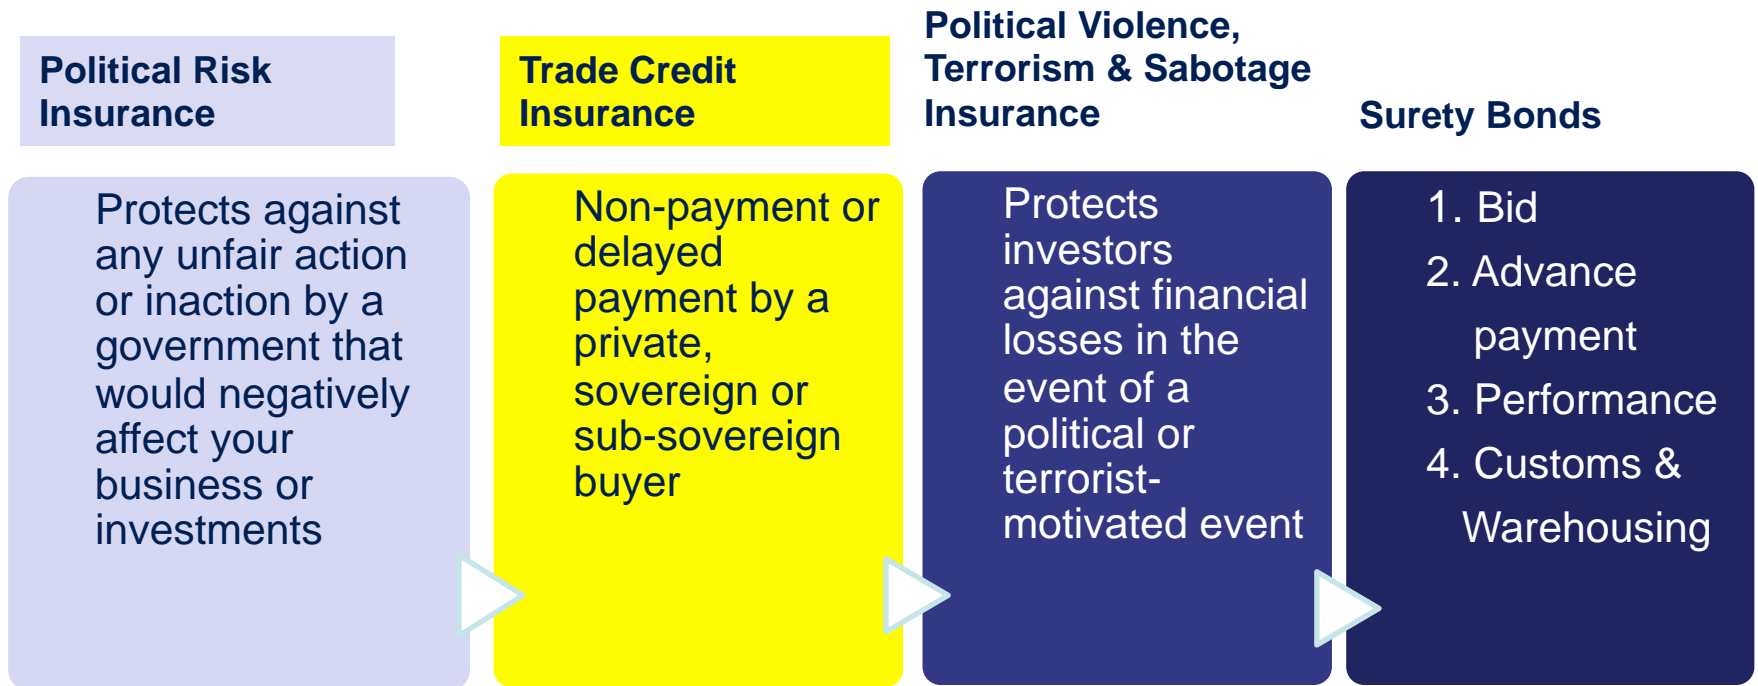 Political Risk
Insurance
Protects against
any unfair action
or inaction by a
government that
would negatively
affect your
business or
investments
Trade Credit
Insurance
Non-payment or
delayed
payment by a
private,
sovereign or
sub-sovereign
buyer
Political Violence,
Terrorism & Sabotage
Insurance
Protects
investors
against financial
losses in the
event of a
political or
terrorist-
motivated event
Surety Bonds
1. Bid
2. Advance
payment
3. Performance
4. Customs &
Warehousing